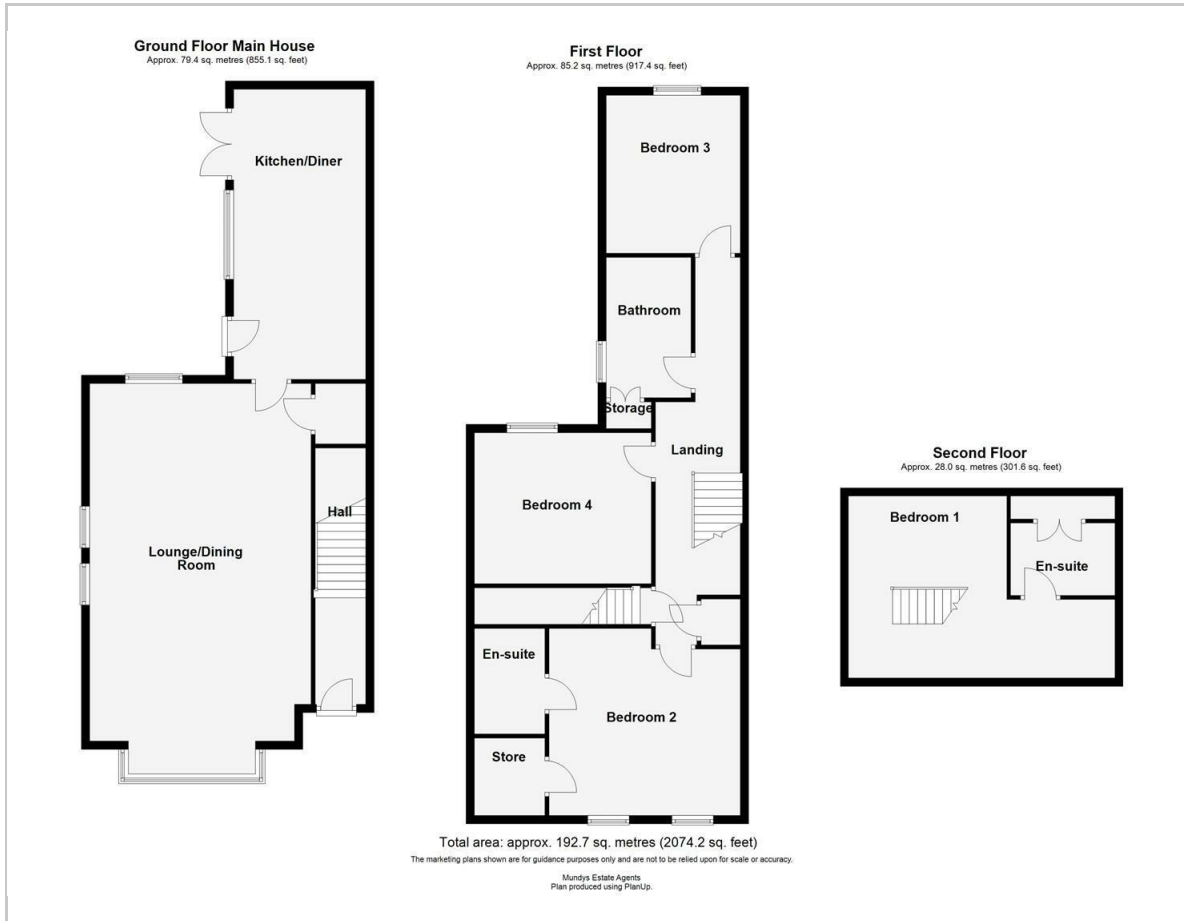 Ground Floor Main House
Approx. 79.4 sq. metres (855.1 sq. feet)
Kitchen/Diner
Hall
Lounge/Dining
Room
First Floor
Approx. 85.2 sq. metres (917.4 sq. feet)
Bedroom 3
Bathroom
Storage
Landing
Bedroom 4
En-suite
Bedroom 2
Store
Second Floor
Approx. 28.0 sq. metres (301.6 sq. feet)
Bedroom 1
En-suite
Total area: approx. 192.7 sq. metres (2074.2 sq. feet)
The marketing plans shown are for guidance purposes only and are not to be relied upon for scale or accuracy.
Mundys Estate Agents
Plan produced using PlanUp.